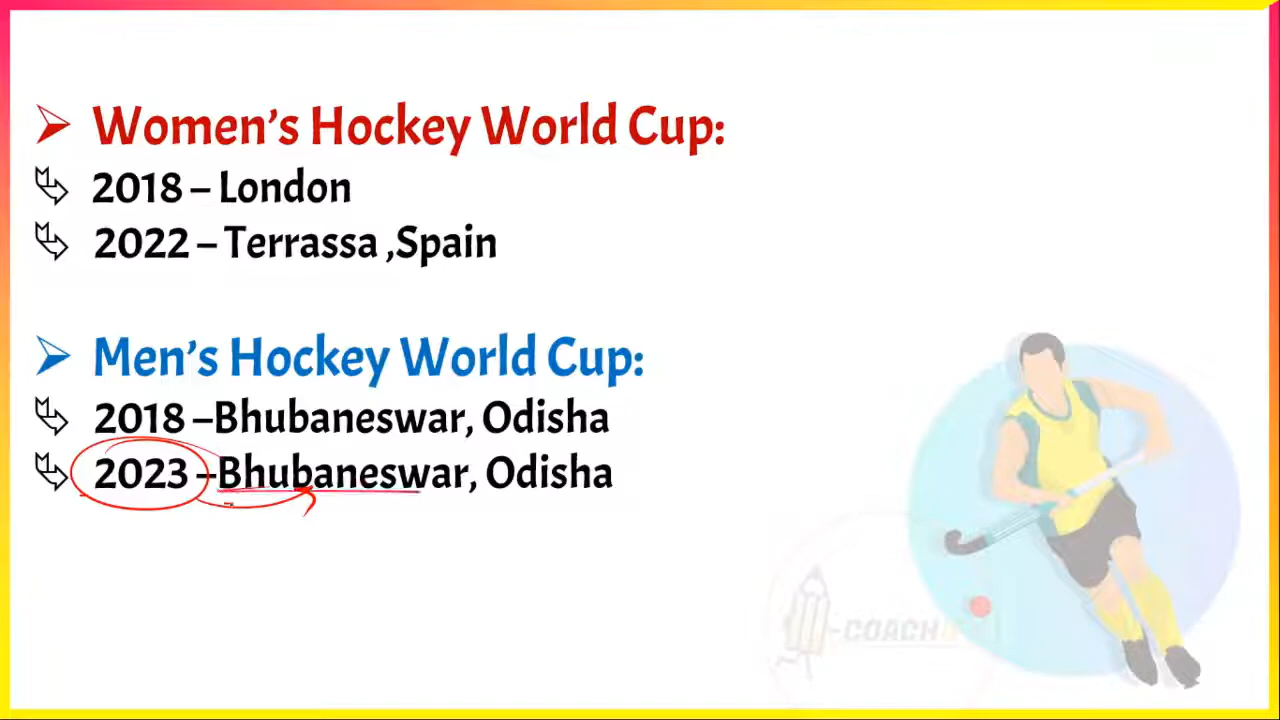 Women's Hockey World Cup:
2018 – London
2022 – Terrassa ,Spain
Men's Hockey World Cup:
2018 –Bhubaneswar, Odisha
2023 –Bhubaneswar, Odisha
-COACH